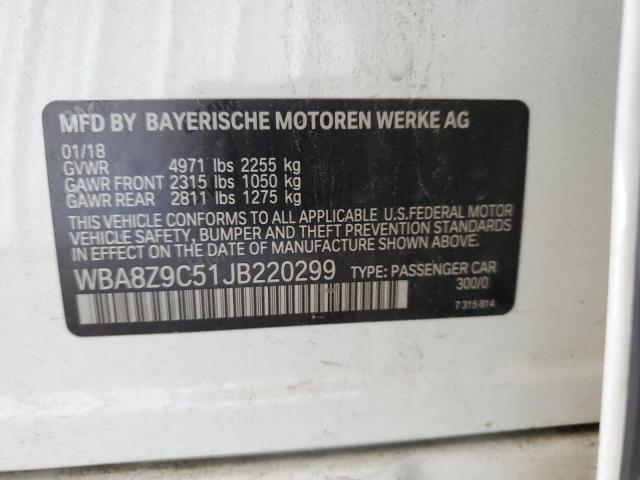 MFD BY BAYERISCHE MOTOREN WERKE AG
01/18
GVWR 4971 lbs 2255 kg
GAWR FRONT 2315 lbs 1050 kg
GAWR REAR 2811 lbs 1275 kg
THIS VEHICLE CONFORMS TO ALL APPLICABLE U.S.FEDERAL MOTOR
VEHICLE SAFETY, BUMPER AND THEFT PREVENTION STANDARDS
IN EFFECT ON THE DATE OF MANUFACTURE SHOWN ABOVE.
WBA8Z9C51JB220299 TYPE: PASSENGER CAR
300/0
7 315 814